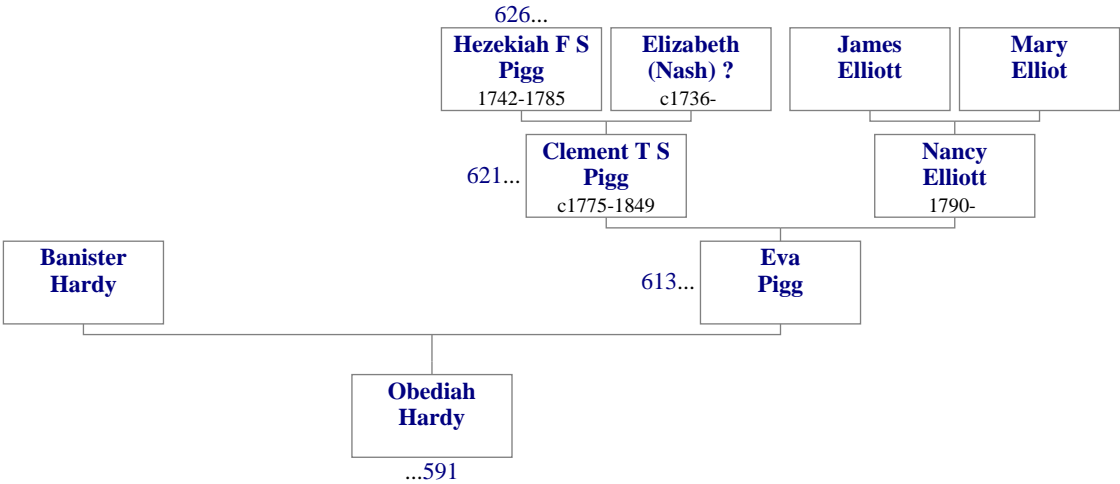 626...
Hezekiah F S
Pigg
1742-1785
Elizabeth
(Nash) ?
c1736-
James
Elliott
Mary
Elliot
621...
Clement T S
Pigg
c1775-1849
Nancy
Elliott
1790-
Banister
Hardy
613...
Eva
Pigg
Obediah
Hardy
...591